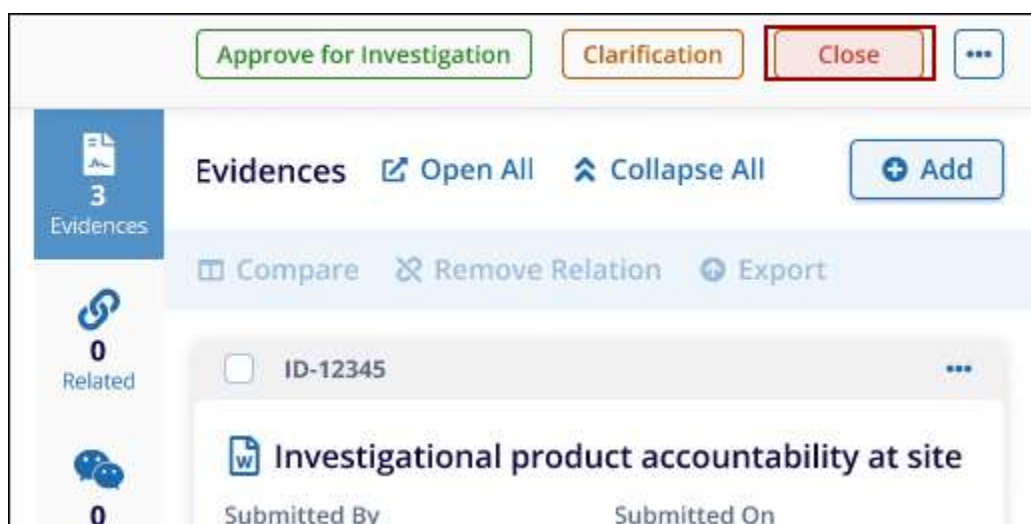 Approve for Investigation Clarification Close
3
Evidences
Evidences Open All Collapse All Add
Compare Remove Relation Export
0
Related
ID-12345
W Investigational product accountability at site
0
Submitted By Submitted On